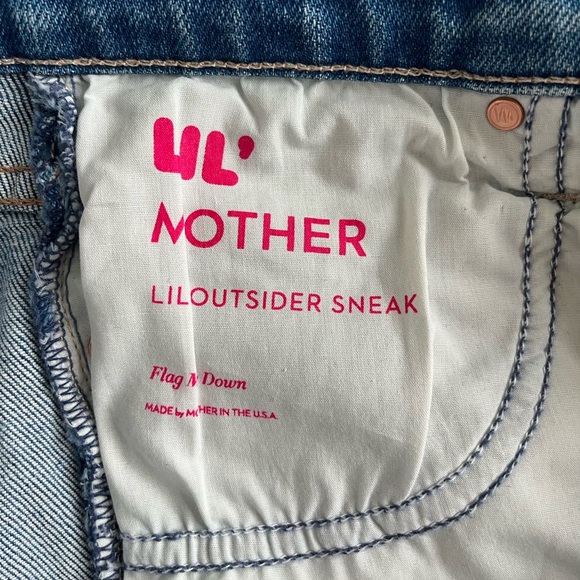 LIL'
MOTHER
LILOUTSIDER SNEAK
Flag M Down
MADE by MOTHER IN THE U.S.A.